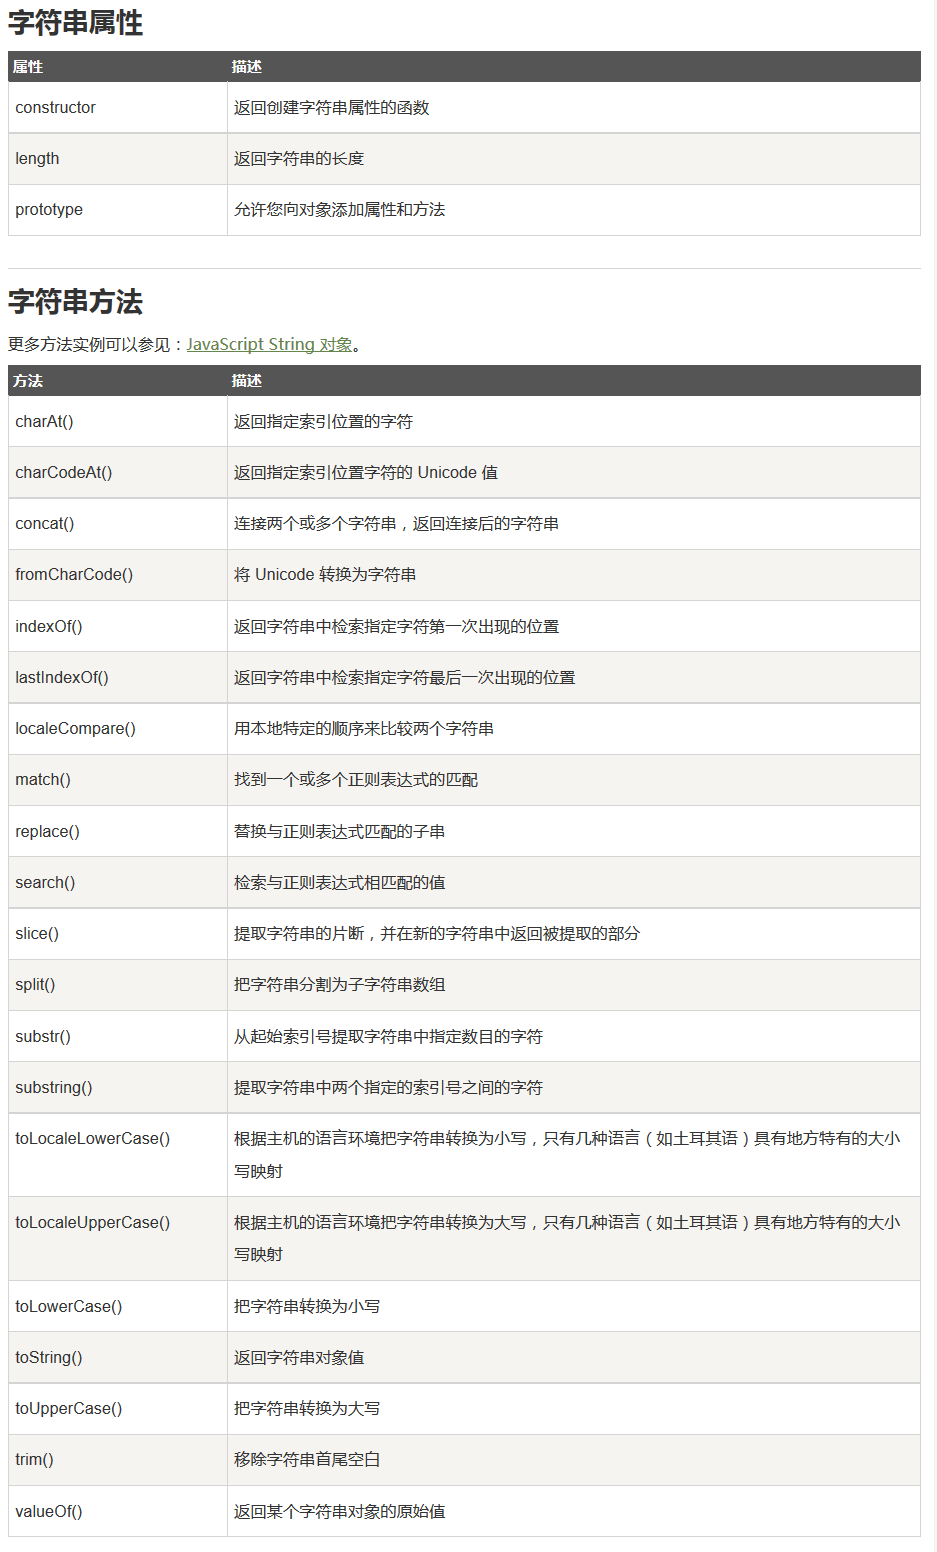 字符串属性
属性 描述
constructor 返回创建字符串属性的函数
length 返回字符串的长度
prototype 允许您向对象添加属性和方法
字符串方法
更多方法实例可以参见：JavaScript String 对象。
方法 描述
charAt() 返回指定索引位置的字符
charCodeAt() 返回指定索引位置字符的 Unicode 值
concat() 连接两个或多个字符串，返回连接后的字符串
fromCharCode() 将 Unicode 转换为字符串
indexOf() 返回字符串中检索指定字符第一次出现的位置
lastIndexOf() 返回字符串中检索指定字符最后一次出现的位置
localeCompare() 用本地特定的顺序来比较两个字符串
match() 找到一个或多个正则表达式的匹配
replace() 替换与正则表达式匹配的子串
search() 检索与正则表达式相匹配的值
slice() 提取字符串的片断，并在新的字符串中返回被提取的部分
split() 把字符串分割为子字符串数组
substr() 从起始索引号提取字符串中指定数目的字符
substring() 提取字符串中两个指定的索引号之间的字符
toLocaleLowerCase() 根据主机的语言环境把字符串转换为小写，只有几种语言（如土耳其语）具有地方特有的大小
写映射
toLocaleUpperCase() 根据主机的语言环境把字符串转换为大写，只有几种语言（如土耳其语）具有地方特有的大小
写映射
toLowerCase() 把字符串转换为小写
toString() 返回字符串对象值
toUpperCase() 把字符串转换为大写
trim() 移除字符串首尾空白
valueOf() 返回某个字符串对象的原始值